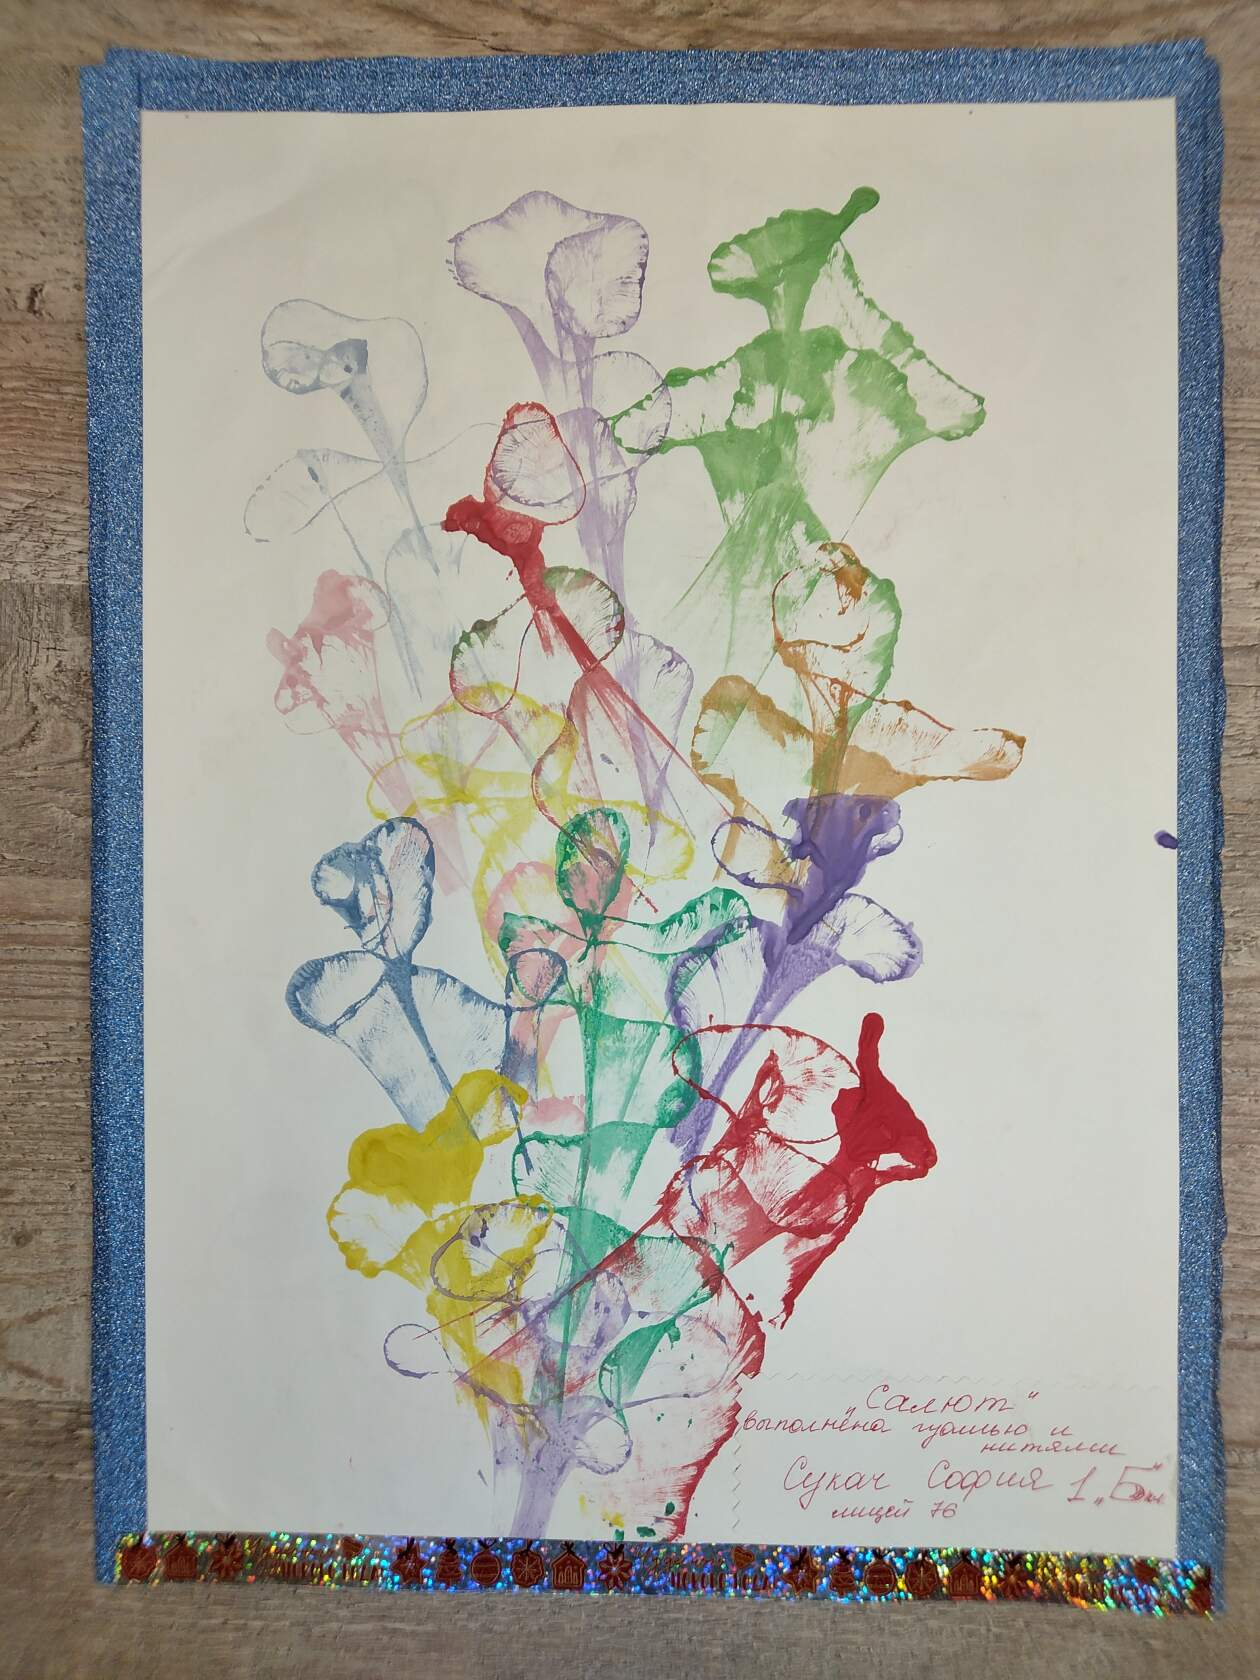 „Салют"
выполнена гуашью и
нитями
Сукач София 1 „Б"
лицей 76